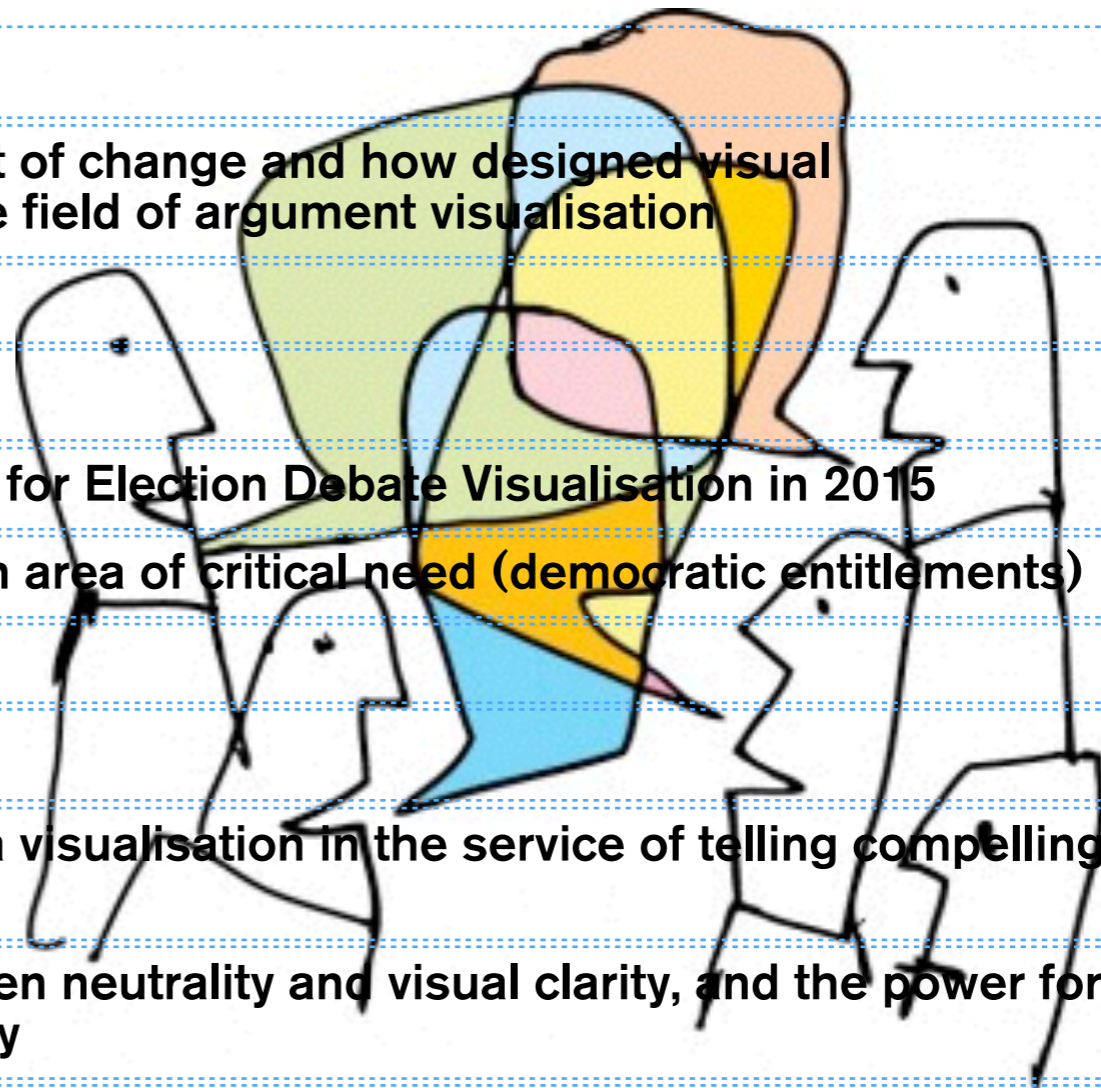 t of change and how designed visual
e field of argument visualisation
for Election Debate Visualisation in 2015
n area of critical need (democratic entitlements)
visualisation in the service of telling compelling
en neutrality and visual clarity, and the power for
y